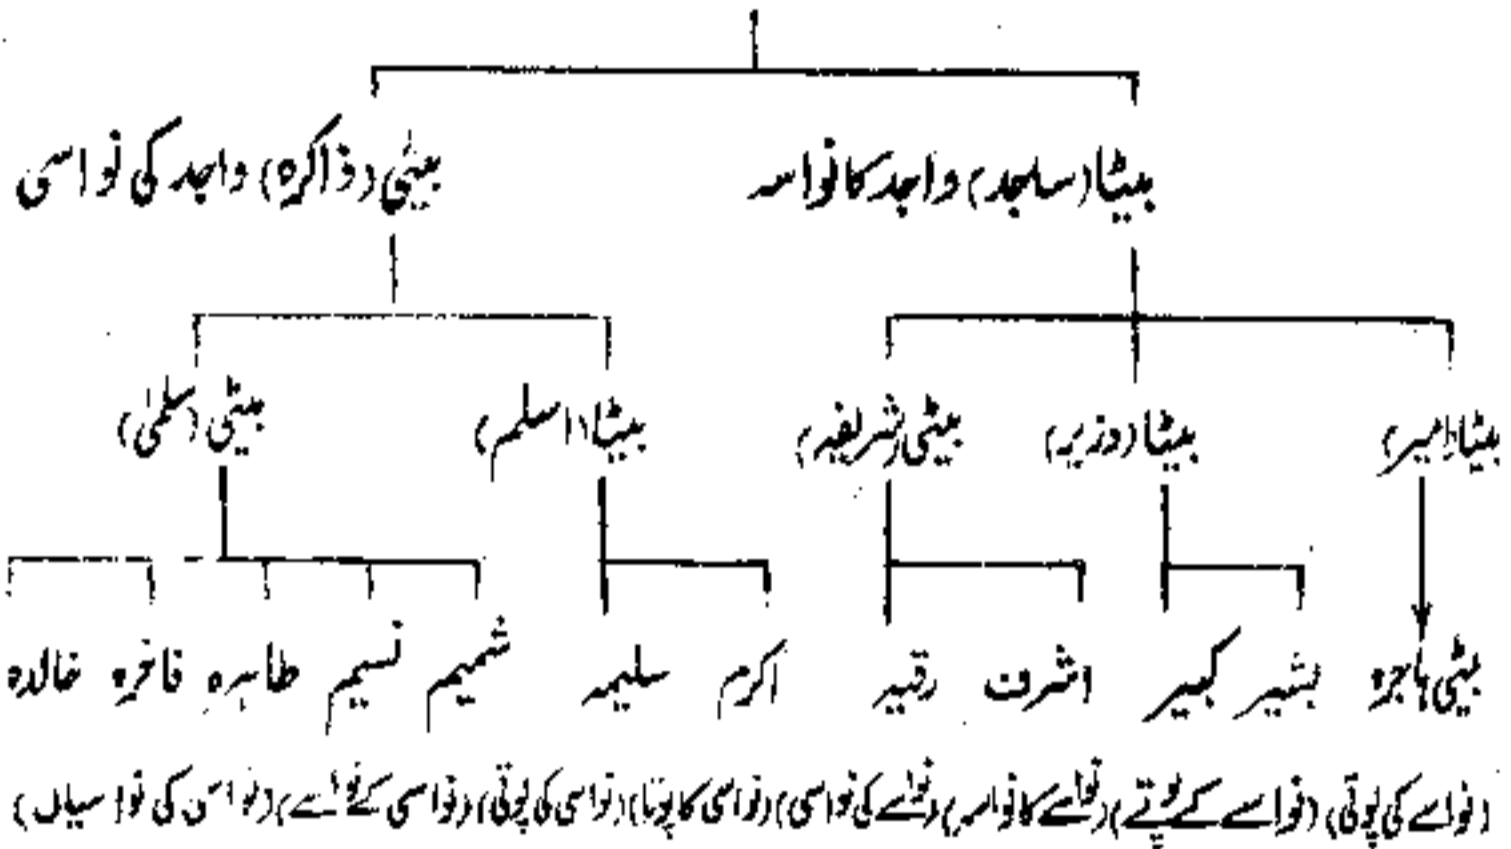 بیٹا (ساجد) واجد کا نواسہ بیٹی (ذاکرہ) واجد کی نواسی
بیٹا (امیر) بیٹا (وزیر) بیٹی (شریفہ) بیٹا (اسلم) بیٹی (سلمیٰ)
بیٹی ہاجرہ بشیر کبیر اشرف رقیہ اکرم سلیمہ شمیم نسیم طاہرہ فاخرہ خالدہ
(نواسے کی پوتی) (نواسے کے پوتے) (نواسے کا نواسہ) (نواسے کی نواسی) (نواسی کا پوتا) (نواسی کی پوتی) (نواسی کے نواسے) (نواسی کی نواسیاں)